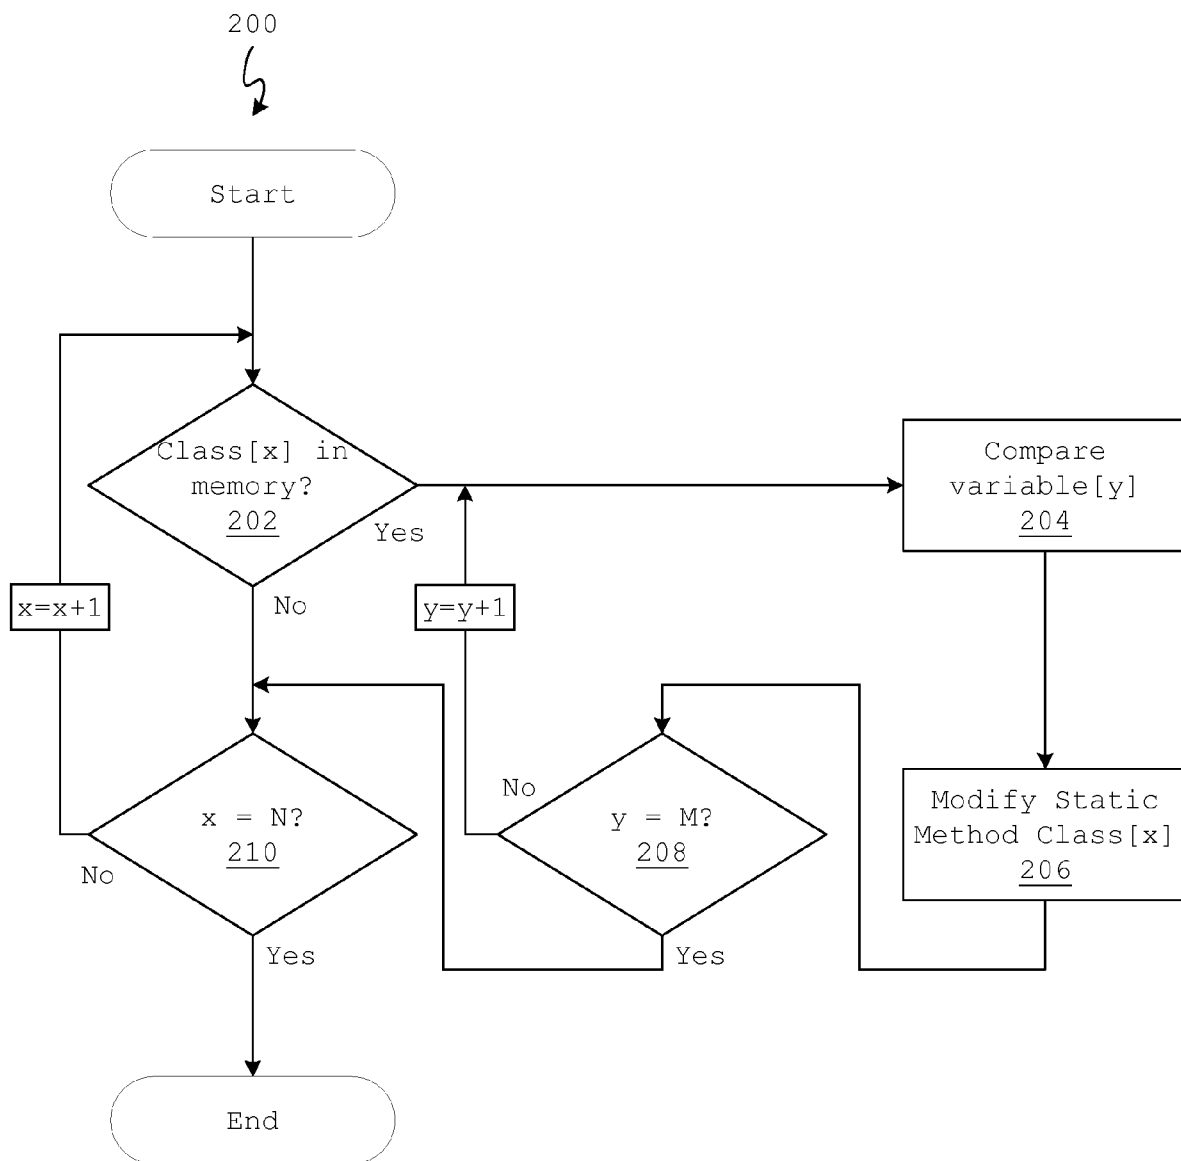 200
Start
Class[x] in
memory?
202
Yes
No
Compare
variable[y]
204
x=x+1
y=y+1
x = N?
210
No
Yes
No
y = M?
208
Yes
Modify Static
Method Class[x]
206
End